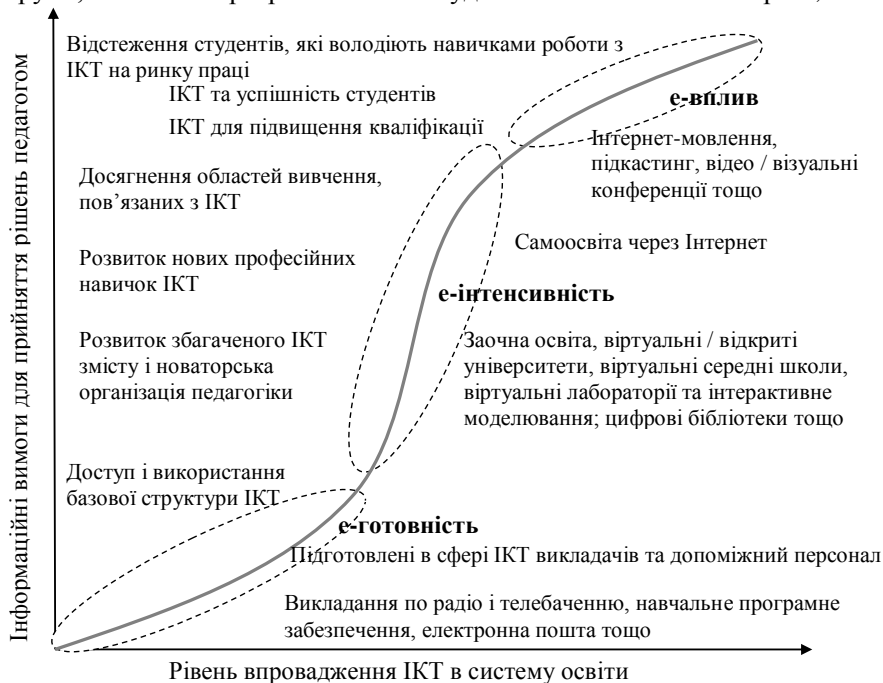 Інформаційні вимоги для прийняття рішень педагогом
Відстеження студентів, які володіють навичками роботи з
ІКТ на ринку праці
ІКТ та успішність студентів
ІКТ для підвищення кваліфікації
е-вплив
Інтернет-мовлення,
підкастинг, відео / візуальні
конференції тощо
Досягнення областей вивчення,
пов’язаних з ІКТ
Самоосвіта через Інтернет
Розвиток нових професійних
навичок ІКТ
е-інтенсивність
Розвиток збагаченого ІКТ
змісту і новаторська
організація педагогіки
Заочна освіта, віртуальні / відкриті
університети, віртуальні середні школи,
віртуальні лабораторії та інтерактивне
моделювання; цифрові бібліотеки тощо
Доступ і використання
базової структури ІКТ
е-готовність
Підготовлені в сфері ІКТ викладачів та допоміжний персонал
Викладання по радіо і телебаченню, навчальне програмне
забезпечення, електронна пошта тощо
Рівень впровадження ІКТ в систему освіти